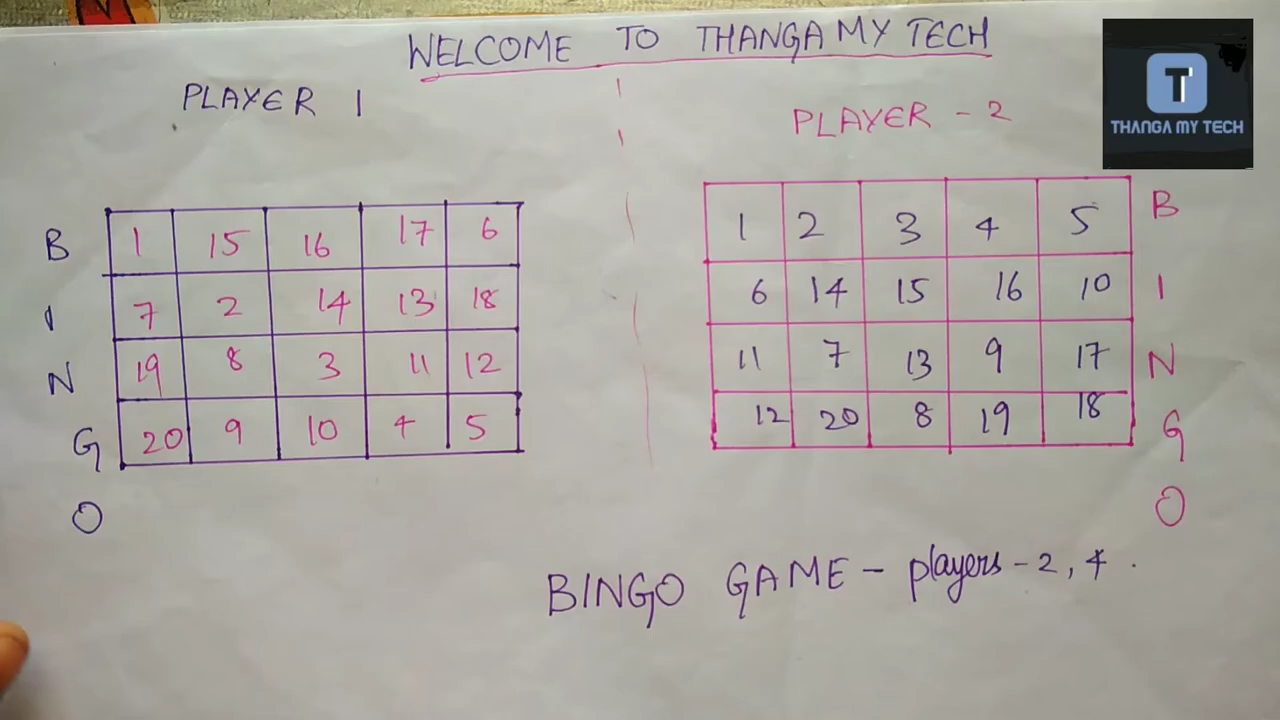 WELCOME TO THANGA MY TECH
T
THANGA MY TECH
PLAYER 1
B 1 15 16 17 6
I 7 2 14 13 18
N 19 8 3 11 12
G 20 9 10 4 5
O
PLAYER - 2
1 2 3 4 5 B
6 14 15 16 10 I
11 7 13 9 17 N
12 20 8 19 18 G
O
BINGO GAME - players - 2, 4 .